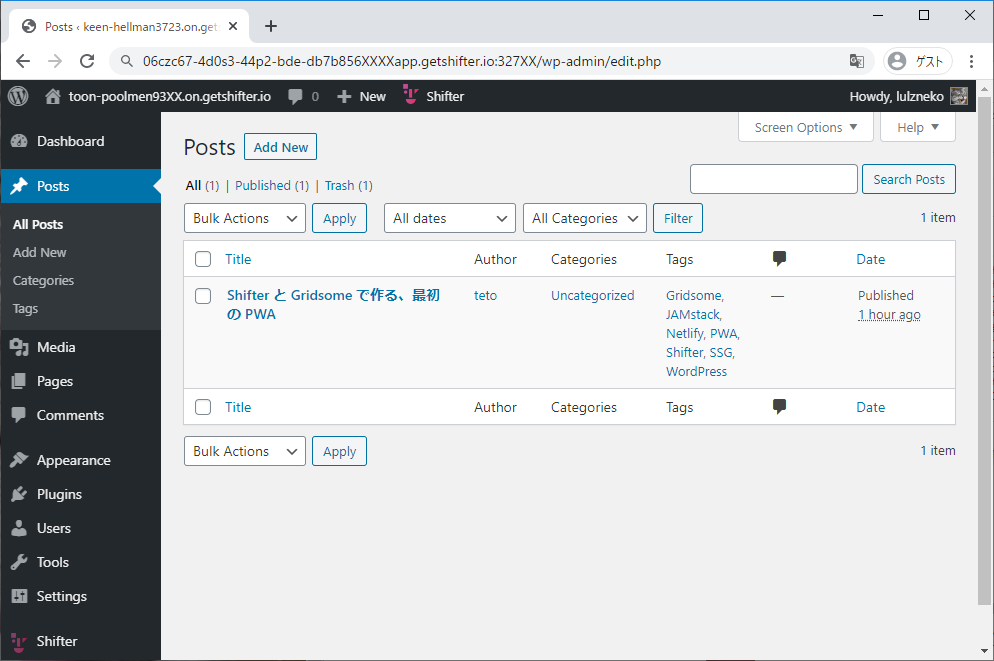 Posts ‹ keen-hellman3723.on.get
06czc67-4d0s3-44p2-bde-db7b856XXXXapp.getshifter.io:327XX/wp-admin/edit.php
ゲスト
toon-poolmen93XX.on.getshifter.io 0 New Shifter Howdy, lulzneko
Dashboard
Posts
All Posts
Add New
Categories
Tags
Media
Pages
Comments
Appearance
Plugins
Users
Tools
Settings
Shifter
Screen Options Help
Posts Add New
All (1) | Published (1) | Trash (1)
Search Posts
Bulk Actions Apply All dates All Categories Filter 1 item
Title Author Categories Tags Date
Shifter と Gridsome で作る、最初
の PWA
teto
Uncategorized
Gridsome,
JAMstack,
Netlify, PWA,
Shifter, SSG,
WordPress
—
Published
1 hour ago
Title Author Categories Tags Date
Bulk Actions Apply 1 item